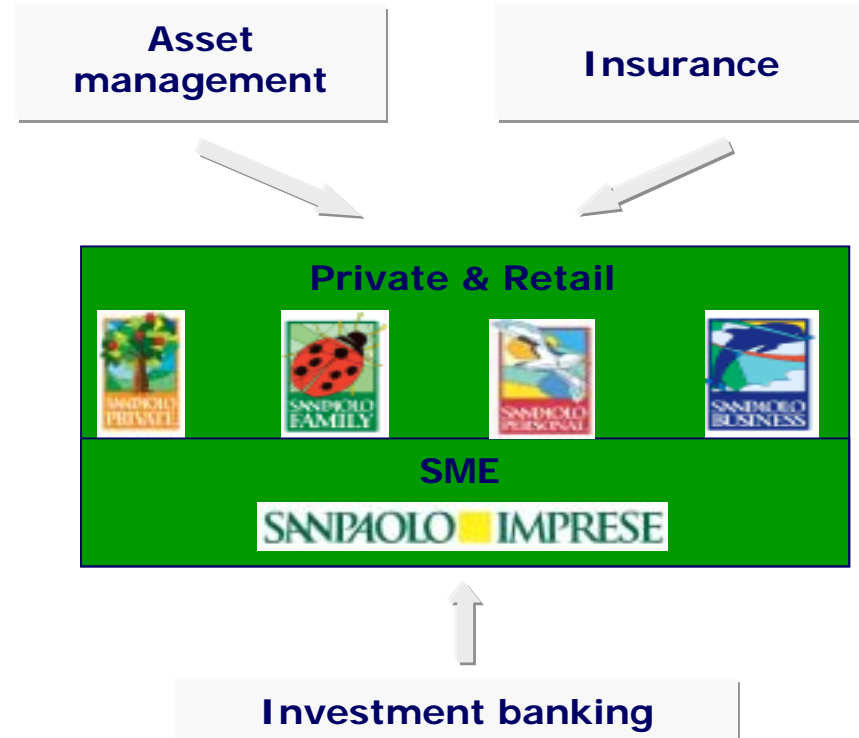 Asset
management
Insurance
Private & Retail
SANPAOLO
PRIVATE
SANPAOLO
FAMILY
SANPAOLO
PERSONAL
SANPAOLO
BUSINESS
SME
SANPAOLO IMPRESE
Investment banking